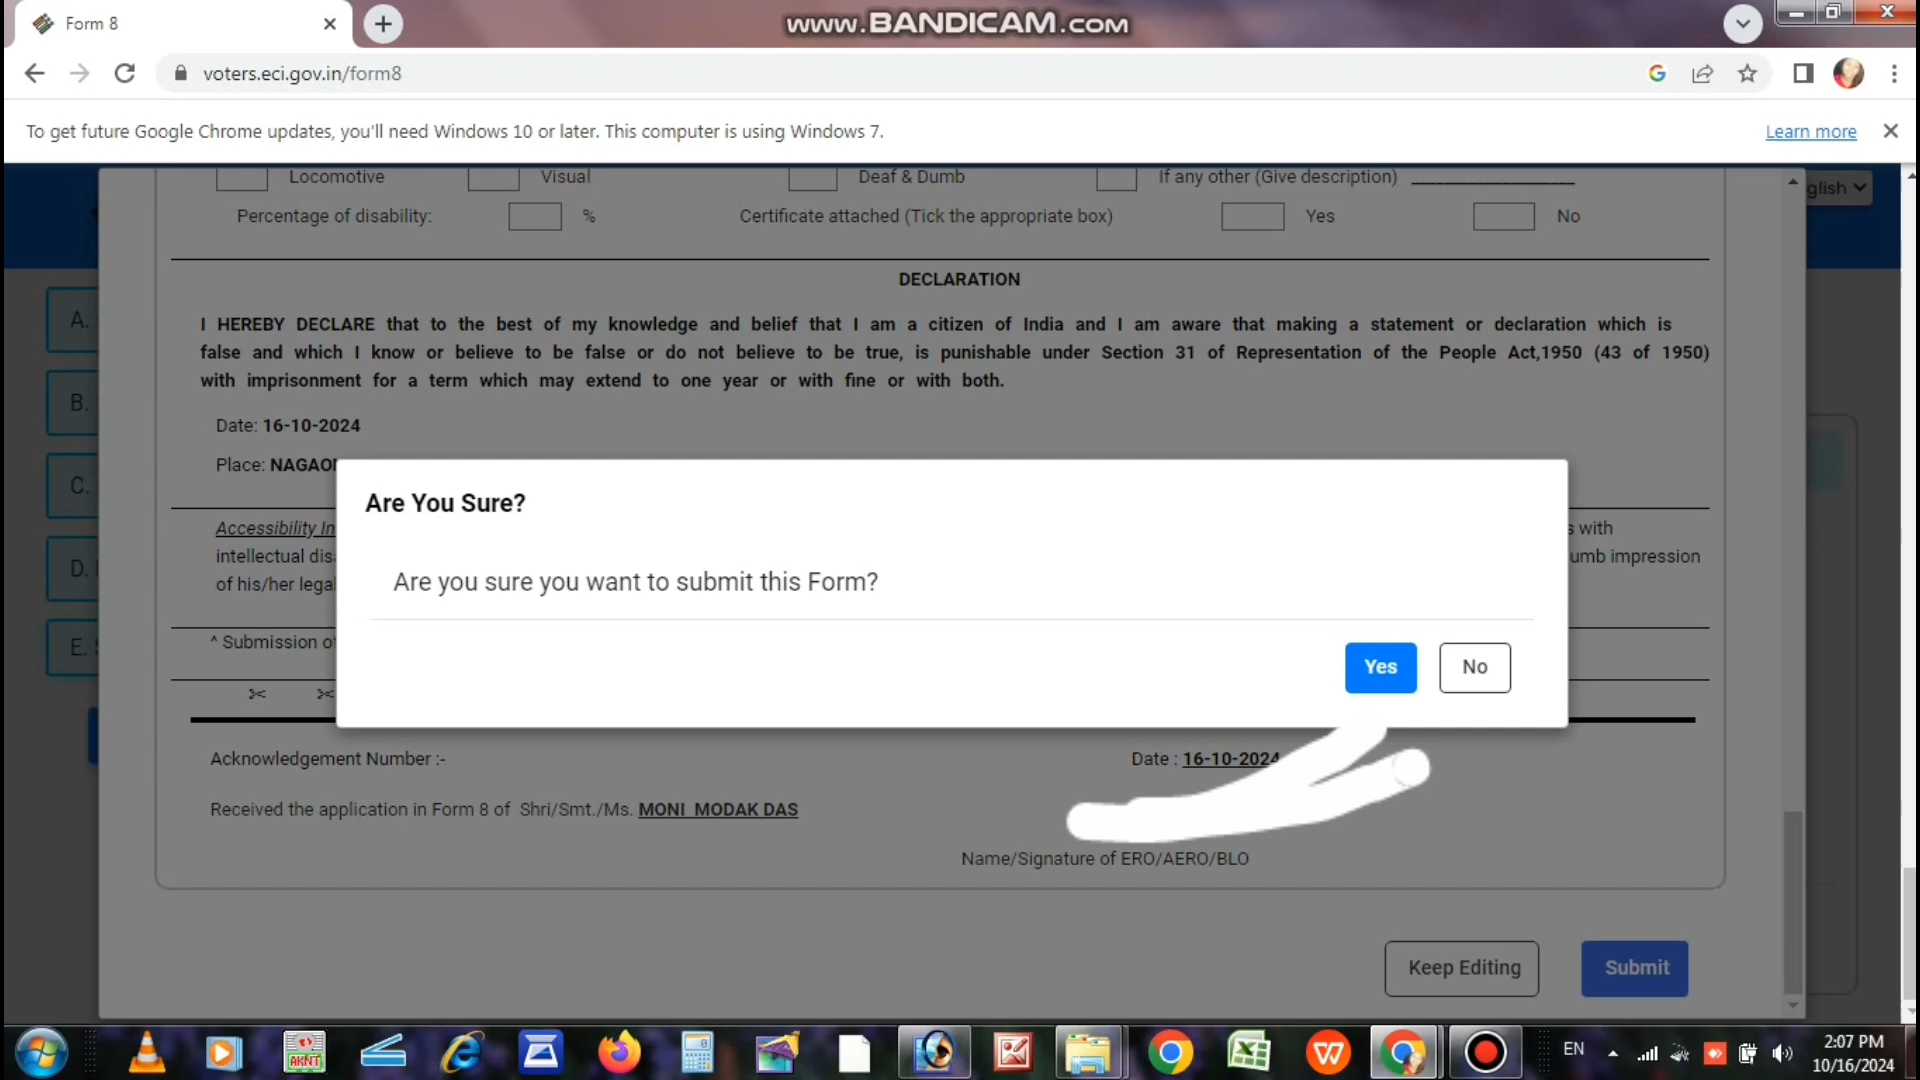 Form 8
www.BANDICAM.com
voters.eci.gov.in/form8
To get future Google Chrome updates, you'll need Windows 10 or later. This computer is using Windows 7.
Learn more
glish
Locomotive Visual Deaf & Dumb If any other (Give description)
Percentage of disability: % Certificate attached (Tick the appropriate box) Yes No
DECLARATION
I HEREBY DECLARE that to the best of my knowledge and belief that I am a citizen of India and I am aware that making a statement or declaration which is
false and which I know or believe to be false or do not believe to be true, is punishable under Section 31 of Representation of the People Act,1950 (43 of 1950)
with imprisonment for a term which may extend to one year or with fine or with both.
A.
B.
C.
D.
E.
Date: 16-10-2024
Place: NAGAO
Are You Sure?
Accessibility In
s with
intellectual dis
umb impression
of his/her lega
Are you sure you want to submit this Form?
^ Submission o
Yes
No
Acknowledgement Number :- Date : 16-10-2024
Received the application in Form 8 of Shri/Smt./Ms. MONI MODAK DAS
Name/Signature of ERO/AERO/BLO
Keep Editing
Submit
AKNT
EN
2:07 PM
10/16/2024